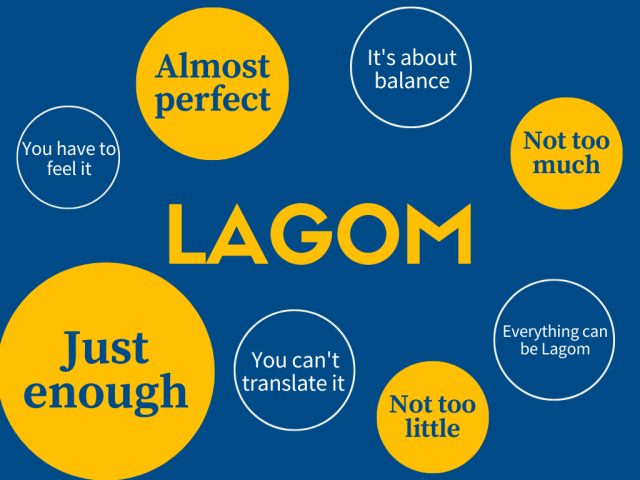 Almost
perfect
It's about
balance
You have to
feel it
Not too
much
LAGOM
Just
enough
You can't
translate it
Not too
little
Everything can
be Lagom